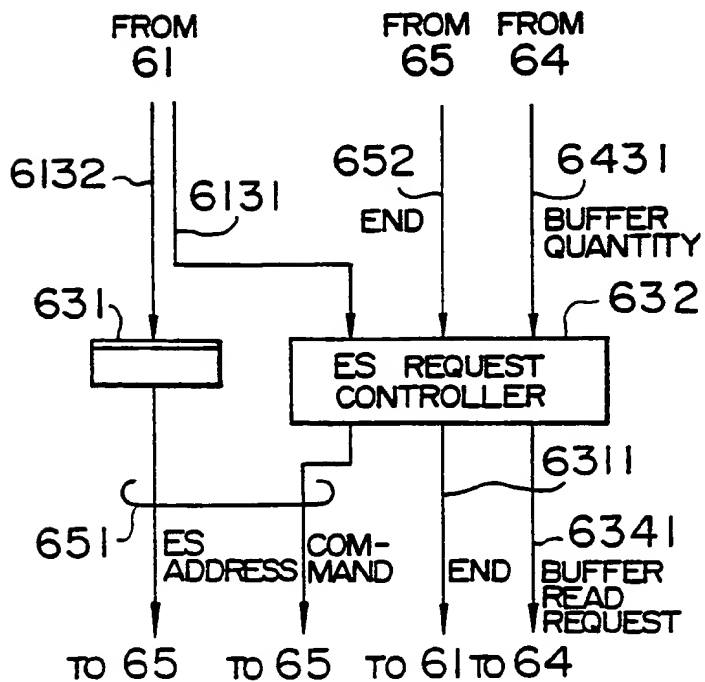 FROM FROM FROM
61 65 64
6132 652 6431
6131 END BUFFER
QUANTITY
631 632
ES REQUEST
CONTROLLER
6311
651 6341
ES COM-
ADDRESS MAND END BUFFER
READ
REQUEST
TO 65 TO 65 TO 61 TO 64